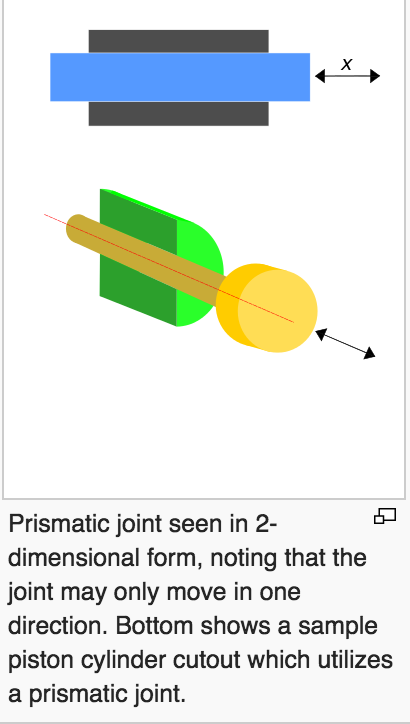 x
Prismatic joint seen in 2-
dimensional form, noting that the
joint may only move in one
direction. Bottom shows a sample
piston cylinder cutout which utilizes
a prismatic joint.